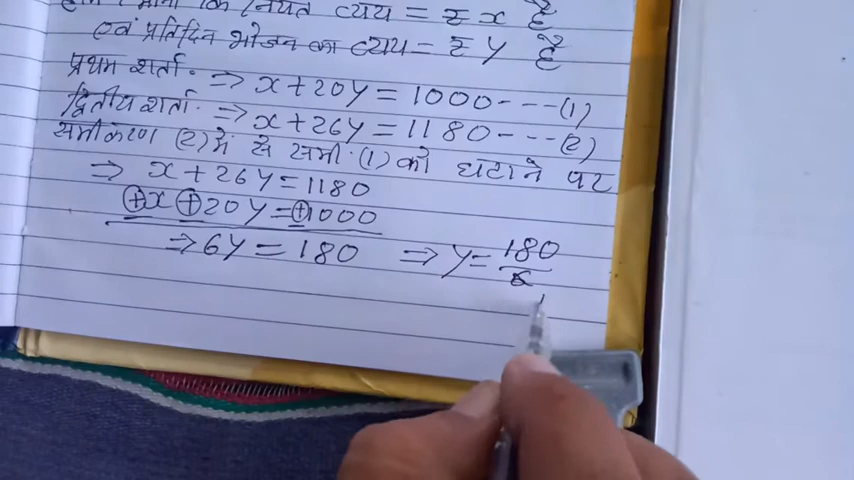 माना कि नियत व्यय = ₹ x है
एवं प्रतिदिन भोजन का व्यय = ₹ y है
प्रथम शर्त. ⇒ x + 20y = 1000 ---- (1)
द्वितीय शर्त. ⇒ x + 26y = 1180 ---- (2)
समीकरण (2) में से समी. (1) को घटाने पर
⇒ x + 26y = 1180
⊕x ⊕20y = ⊕1000
⇒ 6y = 180 ⇒ y = 180/6